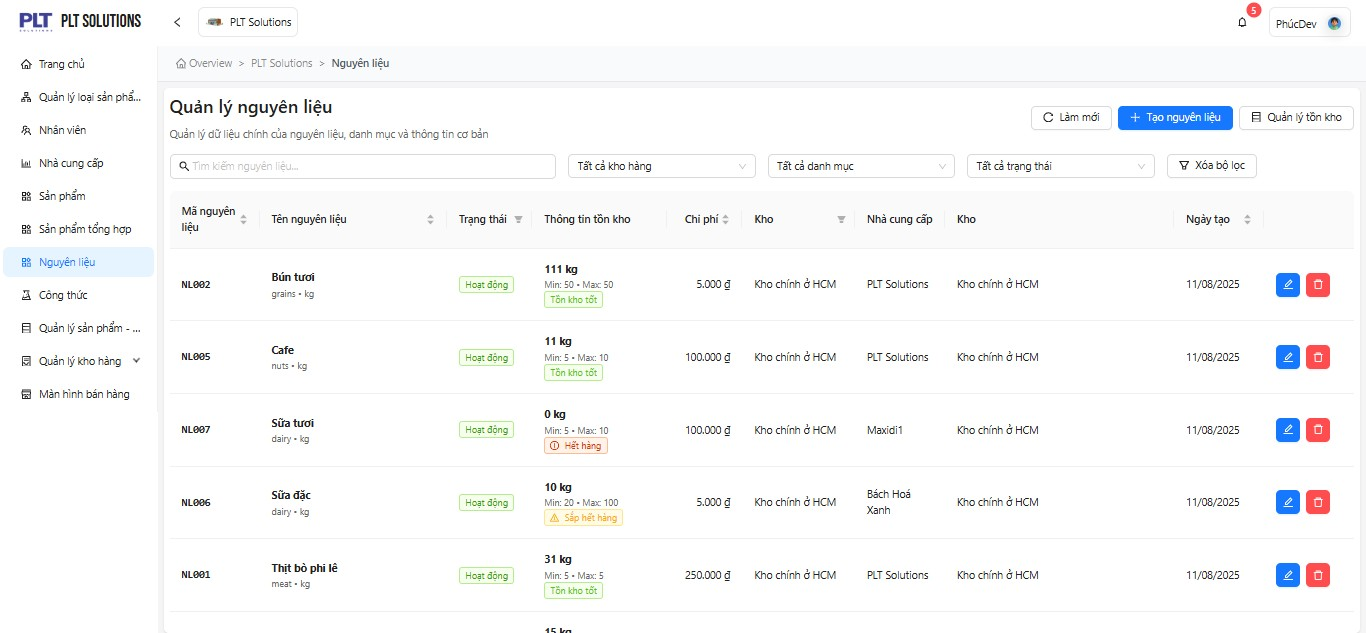 PLT SOLUTIONS PLT SOLUTIONS
PLT Solutions
5
PhúcDev
Trang chủ
Quản lý loại sản phẩ...
Nhân viên
Nhà cung cấp
Sản phẩm
Sản phẩm tổng hợp
Nguyên liệu
Công thức
Quản lý sản phẩm - ...
Quản lý kho hàng
Màn hình bán hàng
Overview > PLT Solutions > Nguyên liệu
Quản lý nguyên liệu
Quản lý dữ liệu chính của nguyên liệu, danh mục và thông tin cơ bản
Làm mới
Tạo nguyên liệu
Quản lý tồn kho
Tìm kiếm nguyên liệu...
Tất cả kho hàng
Tất cả danh mục
Tất cả trạng thái
Xóa bộ lọc
Mã nguyên
liệu
Tên nguyên liệu
Trạng thái
Thông tin tồn kho
Chi phí
Kho
Nhà cung cấp
Kho
Ngày tạo
NL002
Bún tươi
grains • kg
Hoạt động
111 kg
Min: 50 • Max: 50
Tồn kho tốt
5.000 ₫
Kho chính ở HCM
PLT Solutions
Kho chính ở HCM
11/08/2025
NL005
Cafe
nuts • kg
Hoạt động
11 kg
Min: 5 • Max: 10
Tồn kho tốt
100.000 ₫
Kho chính ở HCM
PLT Solutions
Kho chính ở HCM
11/08/2025
NL007
Sữa tươi
dairy • kg
Hoạt động
0 kg
Min: 5 • Max: 10
Hết hàng
100.000 ₫
Kho chính ở HCM
Maxidi1
Kho chính ở HCM
11/08/2025
NL006
Sữa đặc
dairy • kg
Hoạt động
10 kg
Min: 20 • Max: 100
Sắp hết hàng
5.000 ₫
Kho chính ở HCM
Bách Hoá
Xanh
Kho chính ở HCM
11/08/2025
NL001
Thịt bò phi lê
meat • kg
Hoạt động
31 kg
Min: 5 • Max: 5
Tồn kho tốt
250.000 ₫
Kho chính ở HCM
PLT Solutions
Kho chính ở HCM
11/08/2025
15 kg